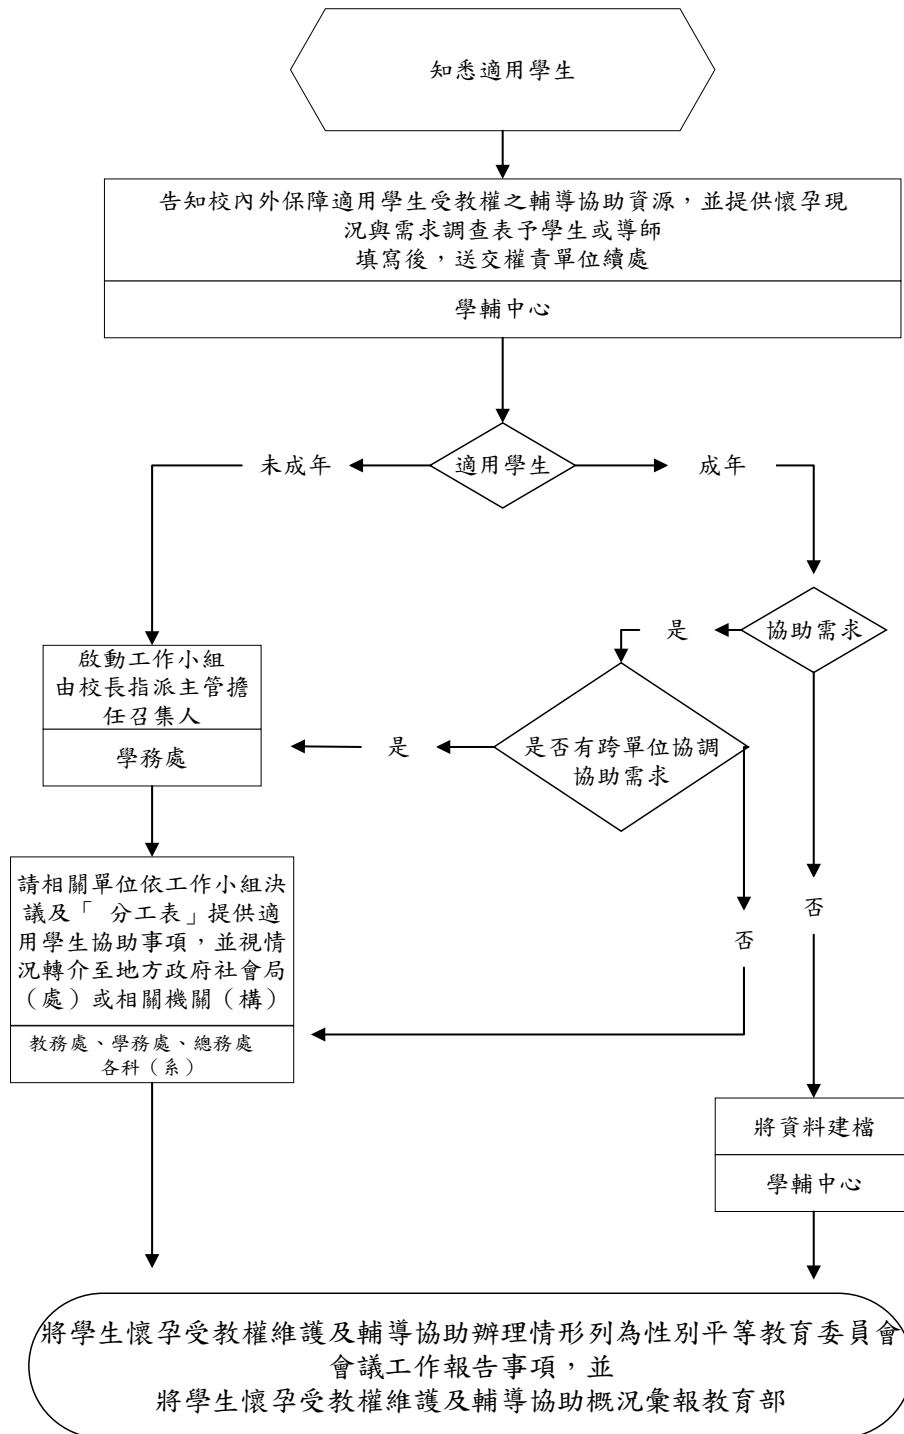 知悉適用學生
告知校內外保障適用學生受教權之輔導協助資源，並提供懷孕現
況與需求調查表予學生或導師
填寫後，送交權責單位續處
學輔中心
適用學生
未成年
成年
協助需求
是
啟動工作小組
由校長指派主管擔
任召集人
學務處
是
是否有跨單位協調
協助需求
請相關單位依工作小組決
議及「 分工表」提供適
用學生協助事項，並視情
況轉介至地方政府社會局
（處）或相關機關（構）
教務處、學務處、總務處
各科（系）
否
否
將資料建檔
學輔中心
將學生懷孕受教權維護及輔導協助辦理情形列為性別平等教育委員會
會議工作報告事項，並
將學生懷孕受教權維護及輔導協助概況彙報教育部